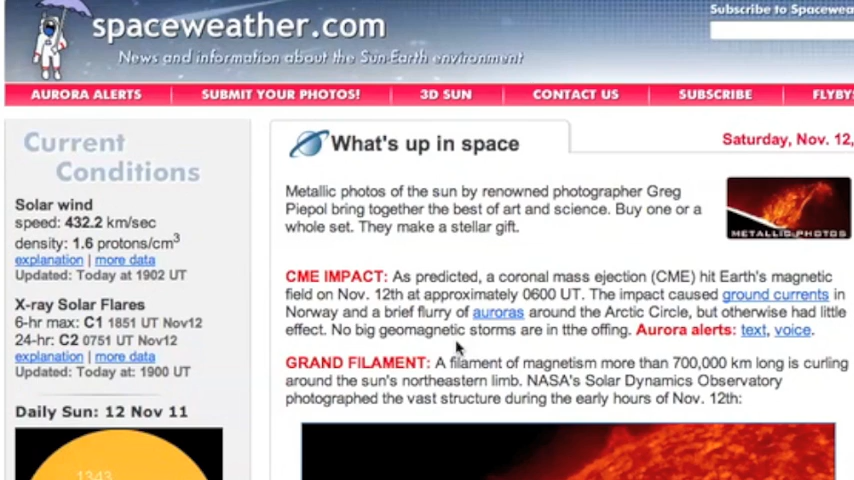 spaceweather.com
News and information about the Sun-Earth environment
Subscribe to Spacewea
AURORA ALERTS
SUBMIT YOUR PHOTOS!
3D SUN
CONTACT US
SUBSCRIBE
FLYBY
Current
Conditions
Solar wind
speed: 432.2 km/sec
density: 1.6 protons/cm3
explanation | more data
Updated: Today at 1902 UT
X-ray Solar Flares
6-hr max: C1 1851 UT Nov12
24-hr: C2 0751 UT Nov12
explanation | more data
Updated: Today at: 1900 UT
Daily Sun: 12 Nov 11
1343
What's up in space
Saturday, Nov. 12,
Metallic photos of the sun by renowned photographer Greg
Piepol bring together the best of art and science. Buy one or a
whole set. They make a stellar gift.
METALLIC PHOTOS
CME IMPACT: As predicted, a coronal mass ejection (CME) hit Earth's magnetic
field on Nov. 12th at approximately 0600 UT. The impact caused ground currents in
Norway and a brief flurry of auroras around the Arctic Circle, but otherwise had little
effect. No big geomagnetic storms are in tthe offing. Aurora alerts: text, voice.
GRAND FILAMENT: A filament of magnetism more than 700,000 km long is curling
around the sun's northeastern limb. NASA's Solar Dynamics Observatory
photographed the vast structure during the early hours of Nov. 12th: